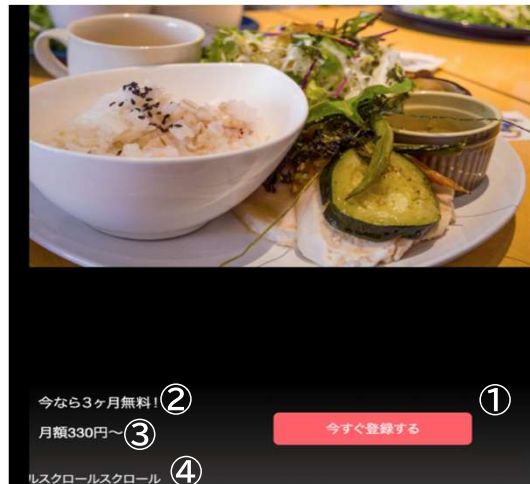 ①
今なら3ヶ月無料！②
月額330円～③
今すぐ登録する
ルスクロールスクロール ④